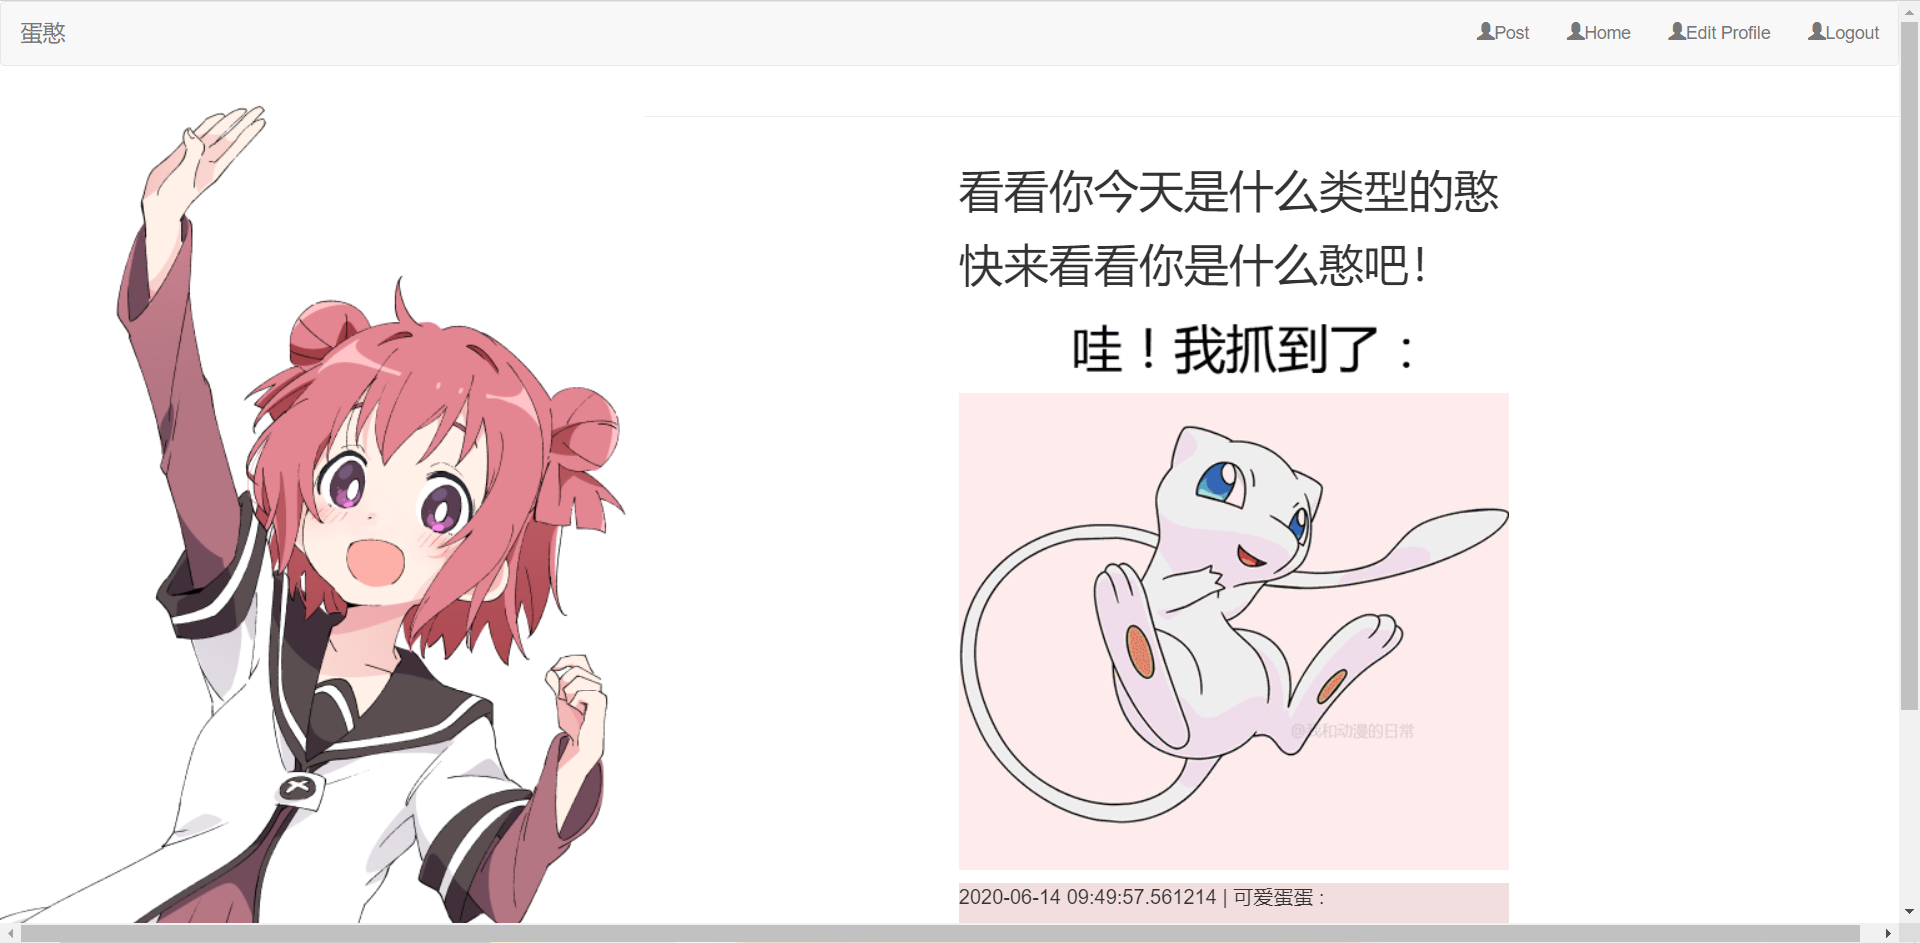 蛋憨
Post Home Edit Profile Logout
看看你今天是什么类型的憨
快来看看你是什么憨吧！
哇！我抓到了：
@我和动漫的日常
2020-06-14 09:49:57.561214 | 可爱蛋蛋 :